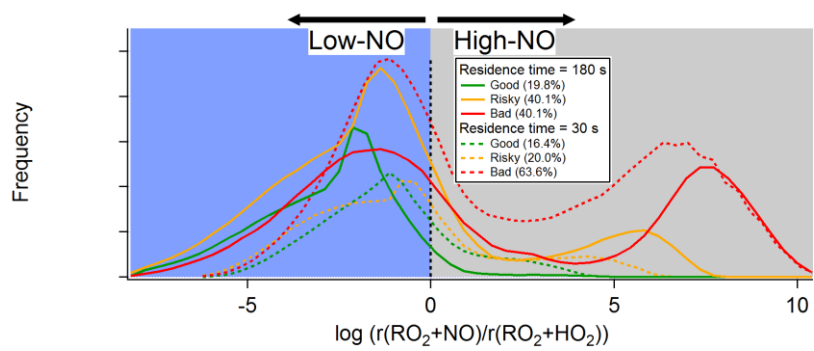 Low-NO
High-NO
Residence time = 180 s
Good (19.8%)
Risky (40.1%)
Bad (40.1%)
Residence time = 30 s
Good (16.4%)
Risky (20.0%)
Bad (63.6%)
Frequency
-5
0
5
10
log (r(RO₂+NO)/r(RO₂+HO₂))